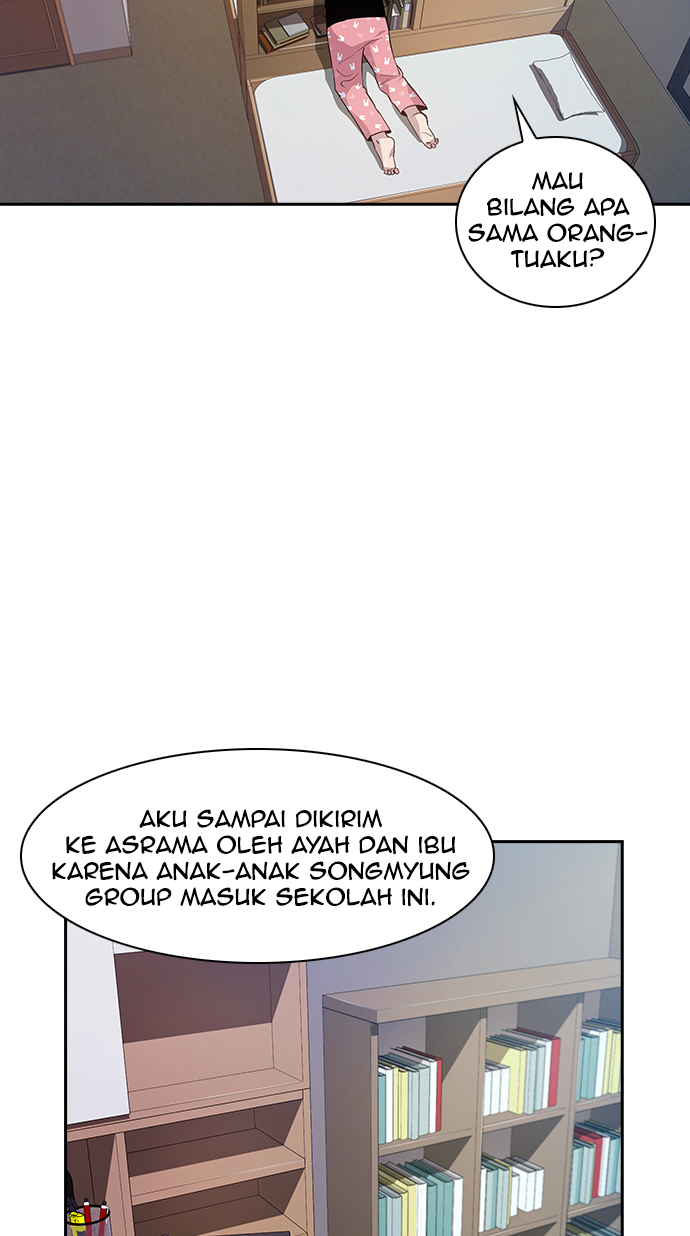 MAU
BILANG APA
SAMA ORANG-
TUAKU?
AKU SAMPAI DIKIRIM
KE ASRAMA OLEH AYAH DAN IBU
KARENA ANAK-ANAK SONGMYUNG
GROUP MASUK SEKOLAH INI.